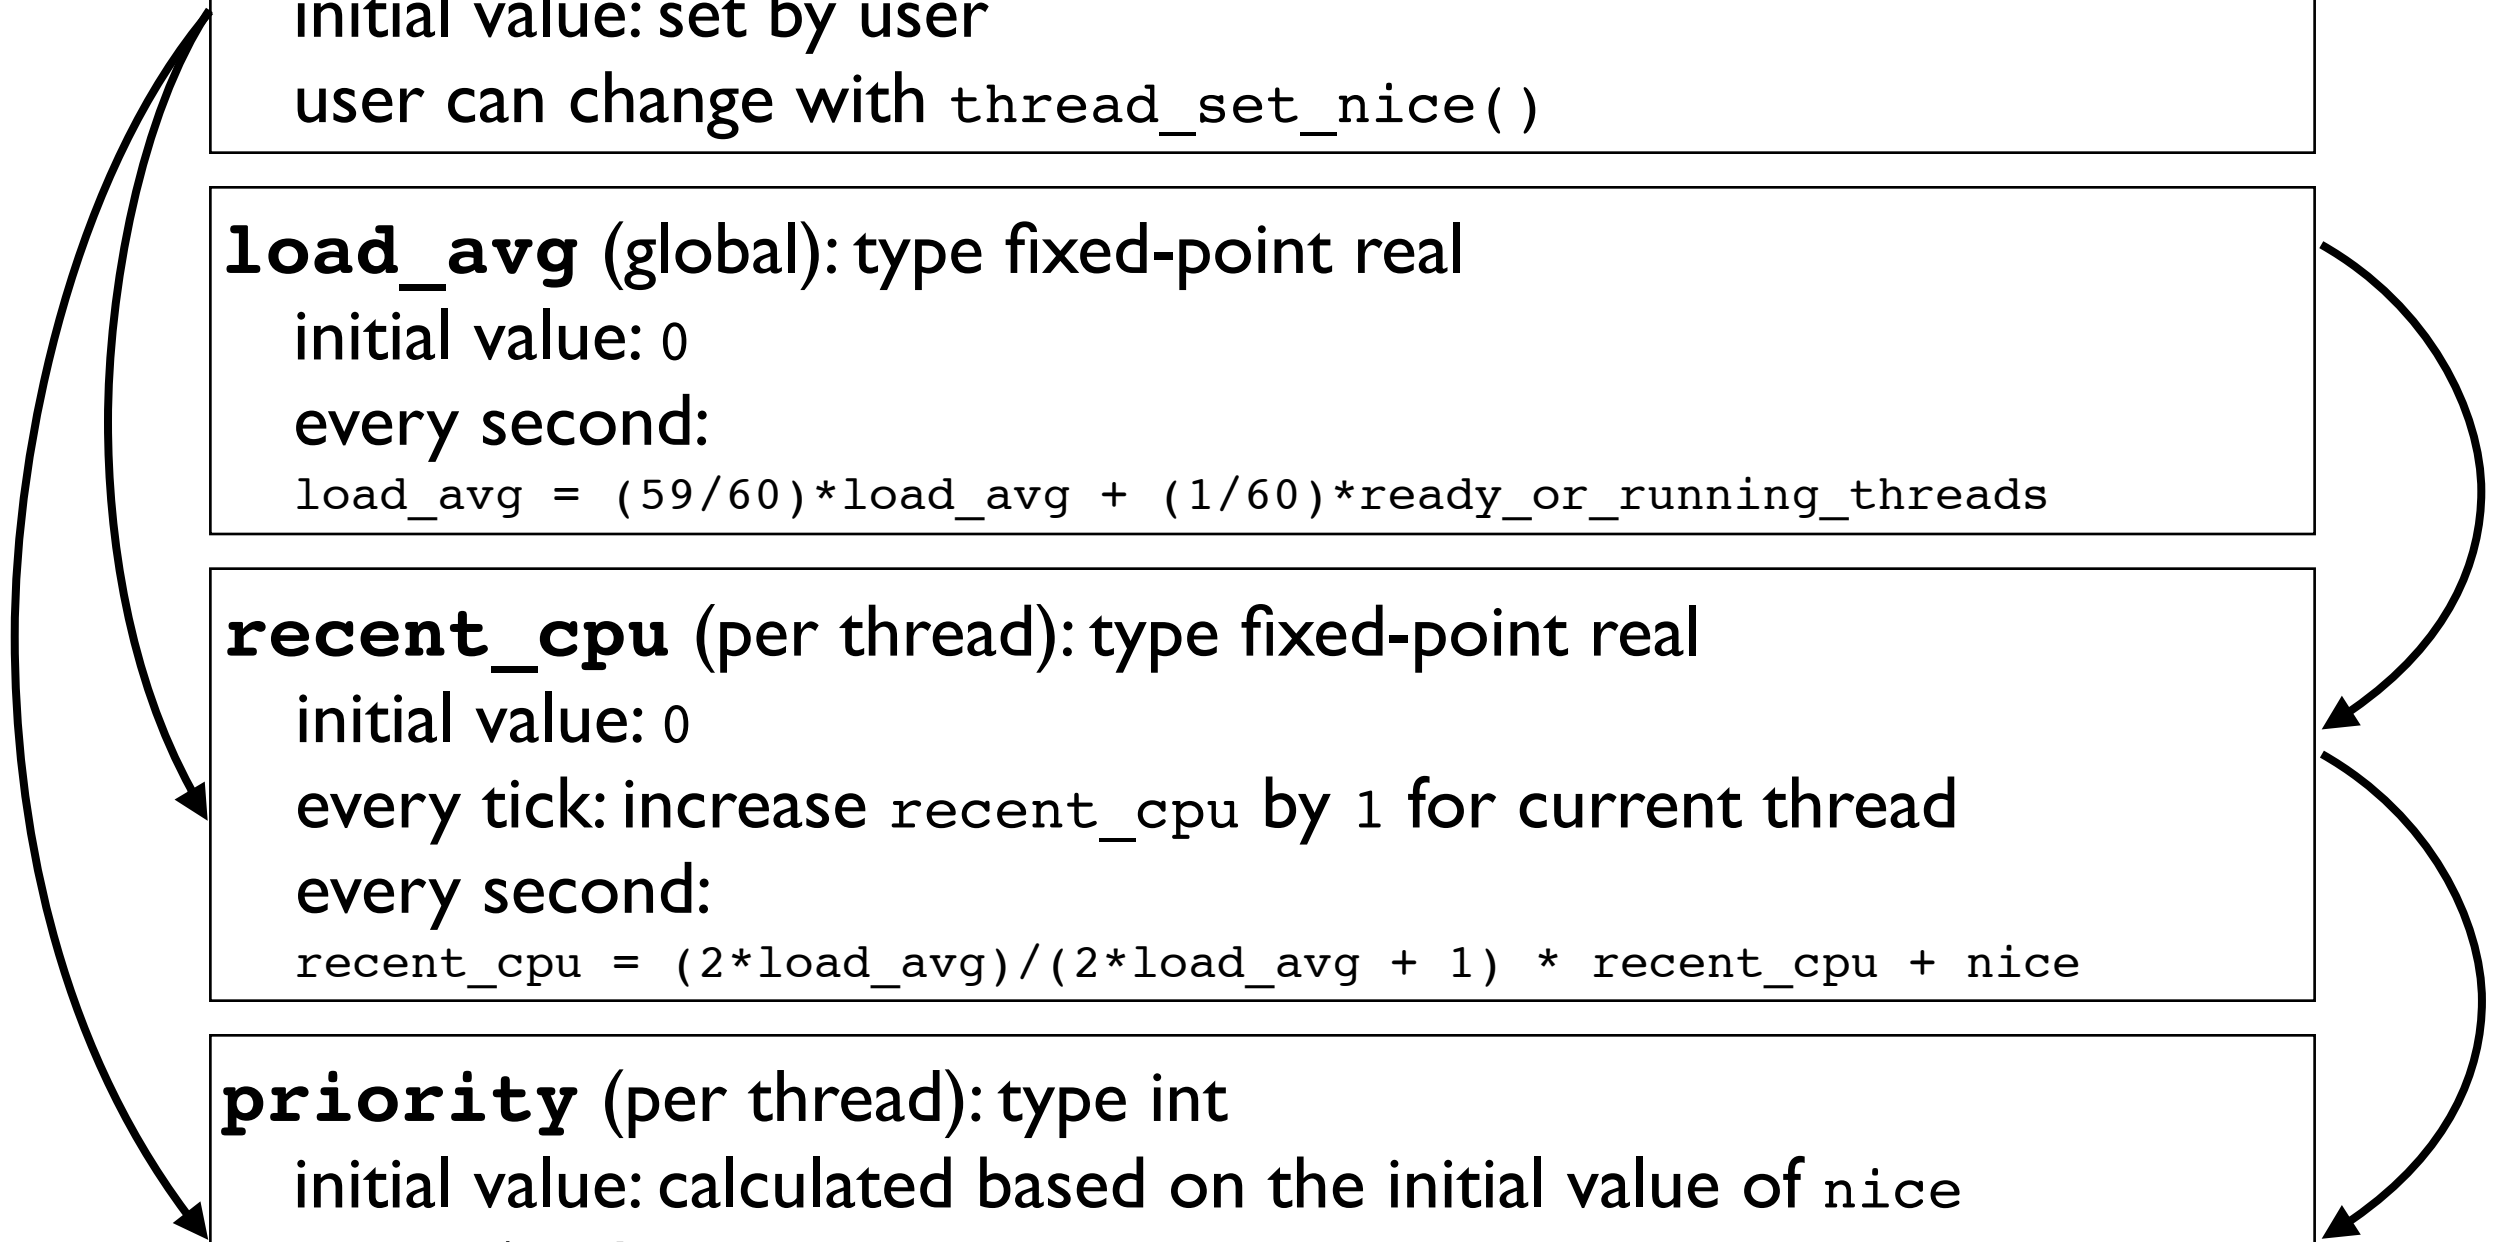 initial value: set by user
user can change with thread_set_nice()
load_avg (global): type fixed-point real
initial value: 0
every second:
load_avg = (59/60)*load_avg + (1/60)*ready_or_running_threads
recent_cpu (per thread): type fixed-point real
initial value: 0
every tick: increase recent_cpu by 1 for current thread
every second:
recent_cpu = (2*load_avg)/(2*load_avg + 1) * recent_cpu + nice
priority (per thread): type int
initial value: calculated based on the initial value of nice